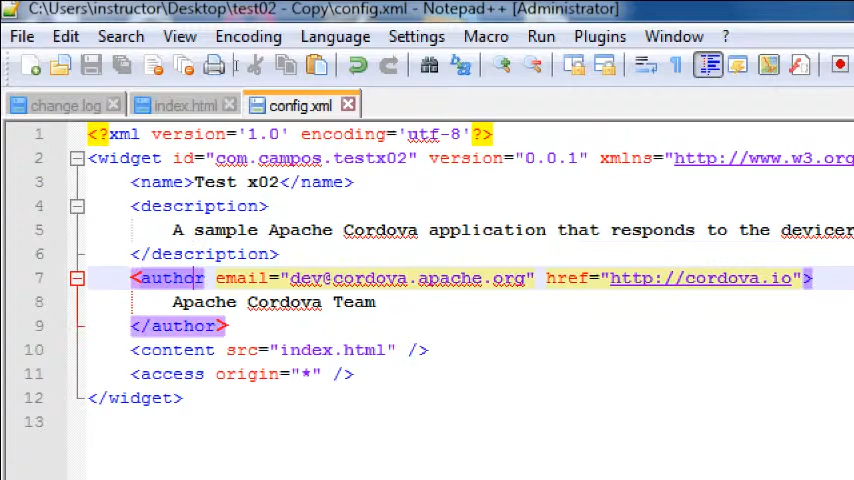 C:\Users\instructor\Desktop\test02 - Copy\config.xml - Notepad++ [Administrator]
File Edit Search View Encoding Language Settings Macro Run Plugins Window ?
change.log index.html config.xml
1 <?xml version='1.0' encoding='utf-8'?>
2 <widget id="com.campos.testx02" version="0.0.1" xmlns="http://www.w3.org
3 <name>Test x02</name>
4 <description>
5 A sample Apache Cordova application that responds to the devicer
6 </description>
7 <author email="dev@cordova.apache.org" href="http://cordova.io">
8 Apache Cordova Team
9 </author>
10 <content src="index.html" />
11 <access origin="*" />
12 </widget>
13